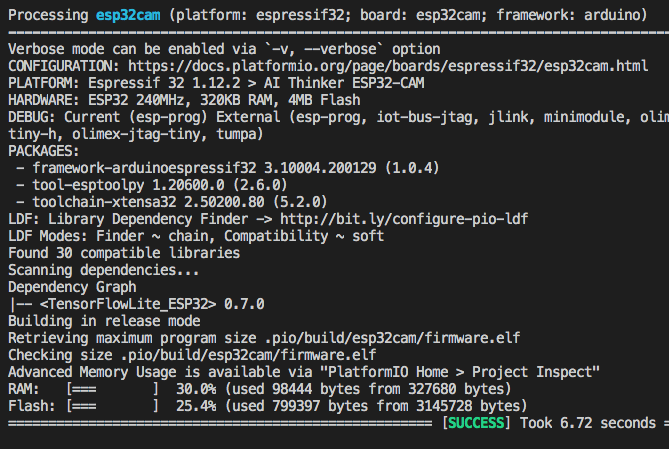 Processing esp32cam (platform: espressif32; board: esp32cam; framework: arduino)
Verbose mode can be enabled via `-v, --verbose` option
CONFIGURATION: https://docs.platformio.org/page/boards/espressif32/esp32cam.html
PLATFORM: Espressif 32 1.12.2 > AI Thinker ESP32-CAM
HARDWARE: ESP32 240MHz, 320KB RAM, 4MB Flash
DEBUG: Current (esp-prog) External (esp-prog, iot-bus-jtag, jlink, minimodule, olim
tiny-h, olimex-jtag-tiny, tumpa)
PACKAGES:
- framework-arduinoespressif32 3.10004.200129 (1.0.4)
- tool-esptoolpy 1.20600.0 (2.6.0)
- toolchain-xtensa32 2.50200.80 (5.2.0)
LDF: Library Dependency Finder -> http://bit.ly/configure-pio-ldf
LDF Modes: Finder ~ chain, Compatibility ~ soft
Found 30 compatible libraries
Scanning dependencies...
Dependency Graph
|-- <TensorFlowLite_ESP32> 0.7.0
Building in release mode
Retrieving maximum program size .pio/build/esp32cam/firmware.elf
Checking size .pio/build/esp32cam/firmware.elf
Advanced Memory Usage is available via "PlatformIO Home > Project Inspect"
RAM:   [===       ]  30.0% (used 98444 bytes from 327680 bytes)
Flash: [===       ]  25.4% (used 799397 bytes from 3145728 bytes)
[SUCCESS] Took 6.72 seconds =